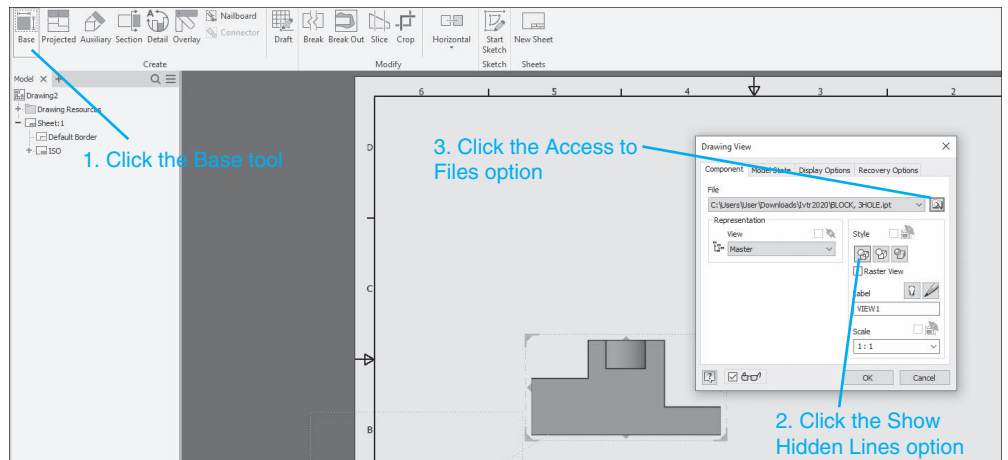 Nailboard
Connector
Base Projected Auxiliary Section Detail Overlay
Draft Break Break Out Slice Crop Horizontal
Start Sketch
New Sheet
Create Modify Sketch Sheets
Model
Drawing2
Drawing Resources
Sheet:1
Default Border
ISO
6 5 4 3 2
D
C
B
1. Click the Base tool
3. Click the Access to
Files option
Drawing View
Component Model State Display Options Recovery Options
File
C:\Users\User\Downloads\Ivtr2020\BLOCK, 3HOLE.ipt
Representation
View
Master
Style
Raster View
Label
VIEW1
Scale
1 : 1
OK Cancel
2. Click the Show
Hidden Lines option